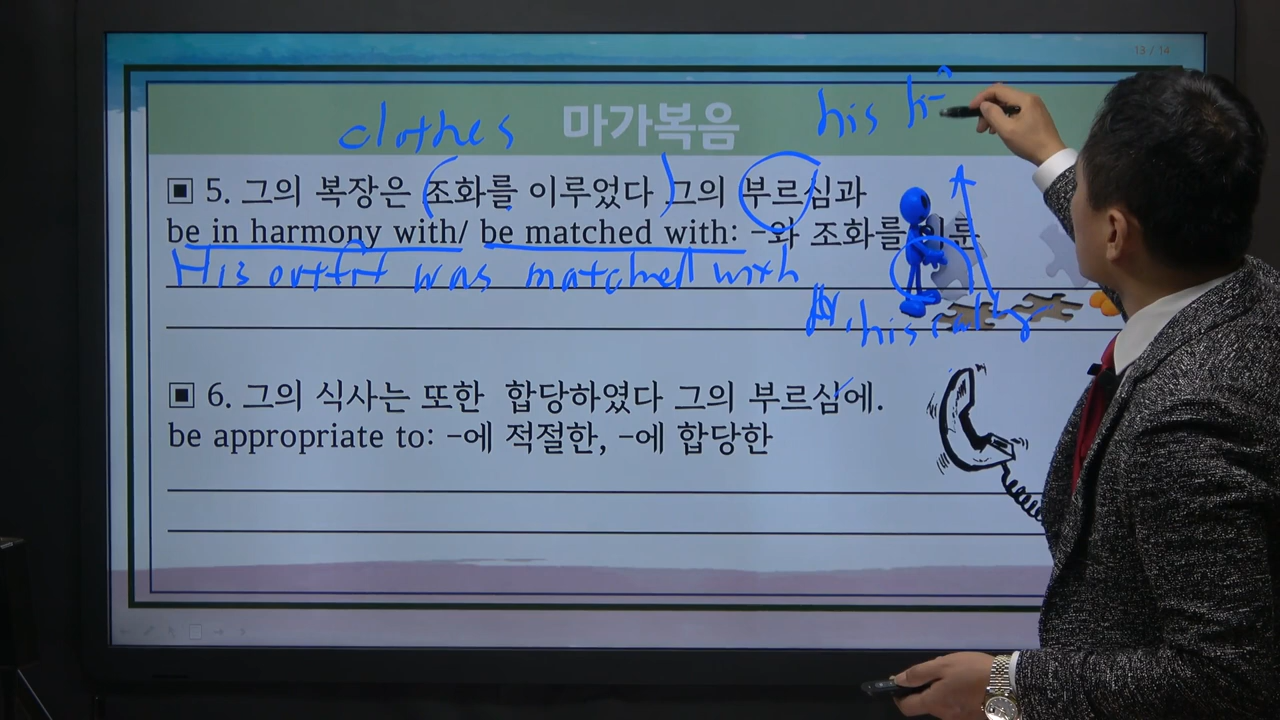 13 / 14
clothes 마가복음 his
▣ 5. 그의 복장은 조화를 이루었다 그의 부르심과
be in harmony with/ be matched with: -와 조화를 이룬
His outfit was matched with
his calling
▣ 6. 그의 식사는 또한 합당하였다 그의 부르심에.
be appropriate to: -에 적절한, -에 합당한